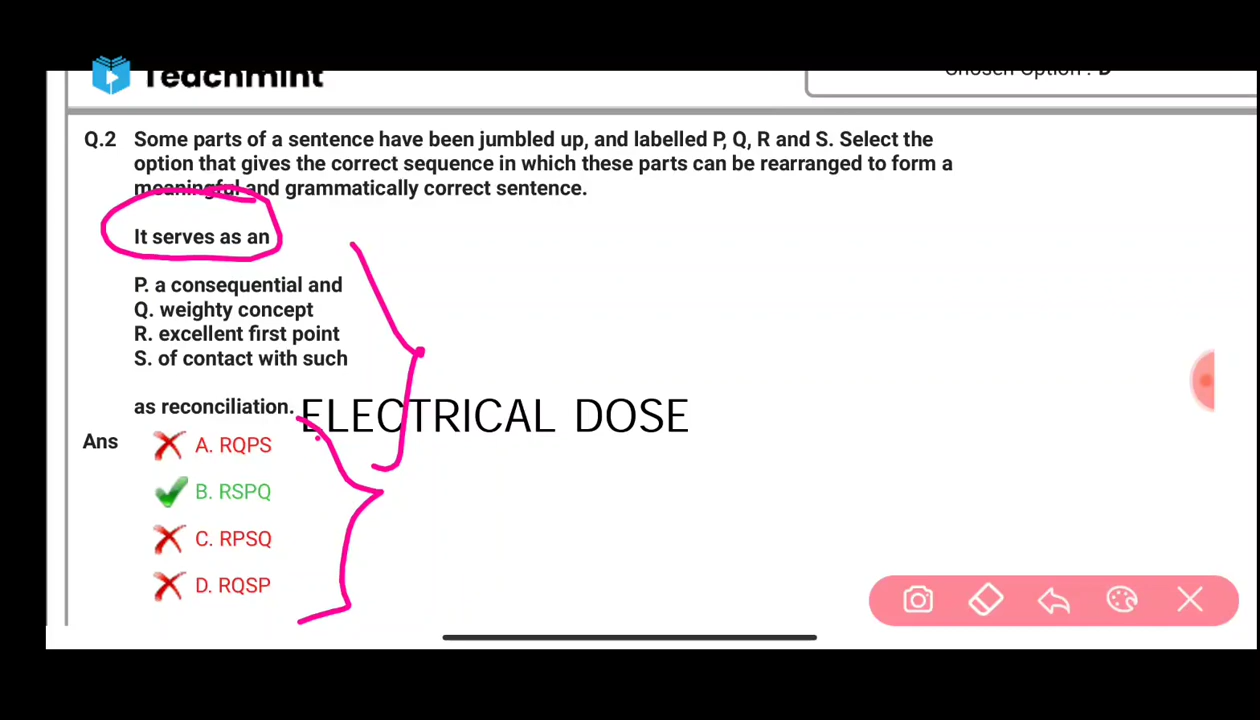 Teachmint
Chosen Option : D
Q.2 Some parts of a sentence have been jumbled up, and labelled P, Q, R and S. Select the
option that gives the correct sequence in which these parts can be rearranged to form a
meaningful and grammatically correct sentence.
It serves as an
P. a consequential and
Q. weighty concept
R. excellent first point
S. of contact with such
as reconciliation.
ELECTRICAL DOSE
Ans
A. RQPS
B. RSPQ
C. RPSQ
D. RQSP